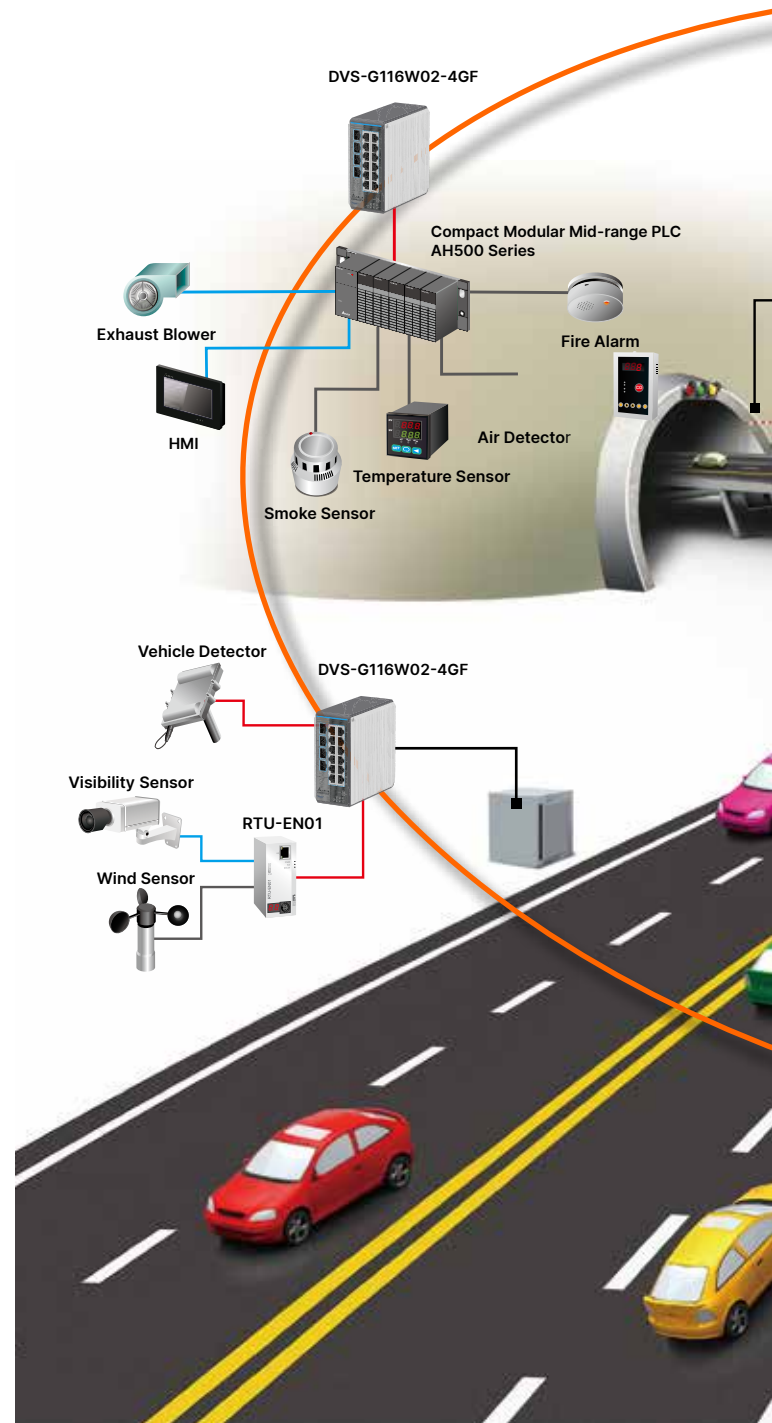 DVS-G116W02-4GF
Compact Modular Mid-range PLC
AH500 Series
Exhaust Blower
Fire Alarm
HMI
Air Detector
Temperature Sensor
Smoke Sensor
Vehicle Detector
DVS-G116W02-4GF
Visibility Sensor
RTU-EN01
Wind Sensor